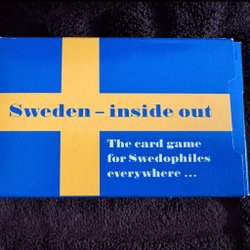 Sweden – inside out
The card game
for Swedophiles
everywhere ...